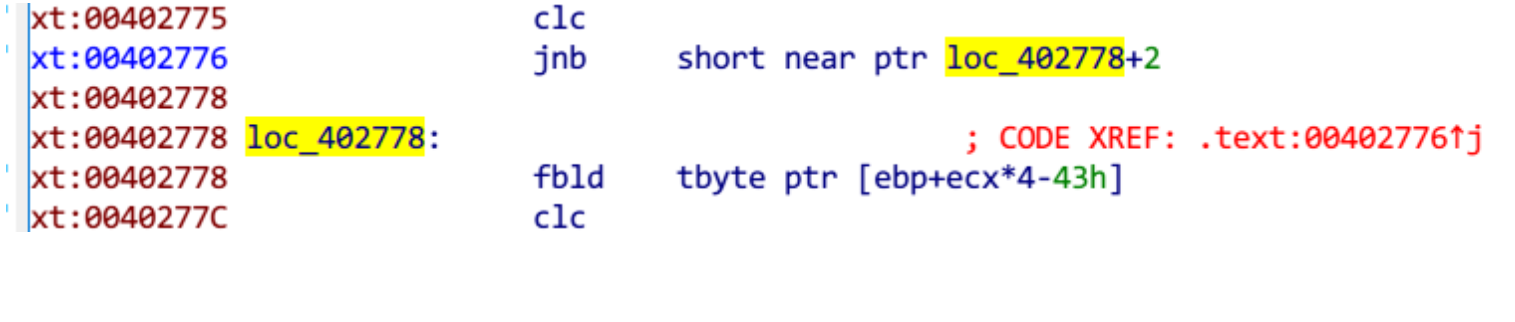 xt:00402775 clc
xt:00402776 jnb short near ptr loc_402778+2
xt:00402778
xt:00402778 loc_402778: ; CODE XREF: .text:00402776↑j
xt:00402778 fbld tbyte ptr [ebp+ecx*4-43h]
xt:0040277C clc